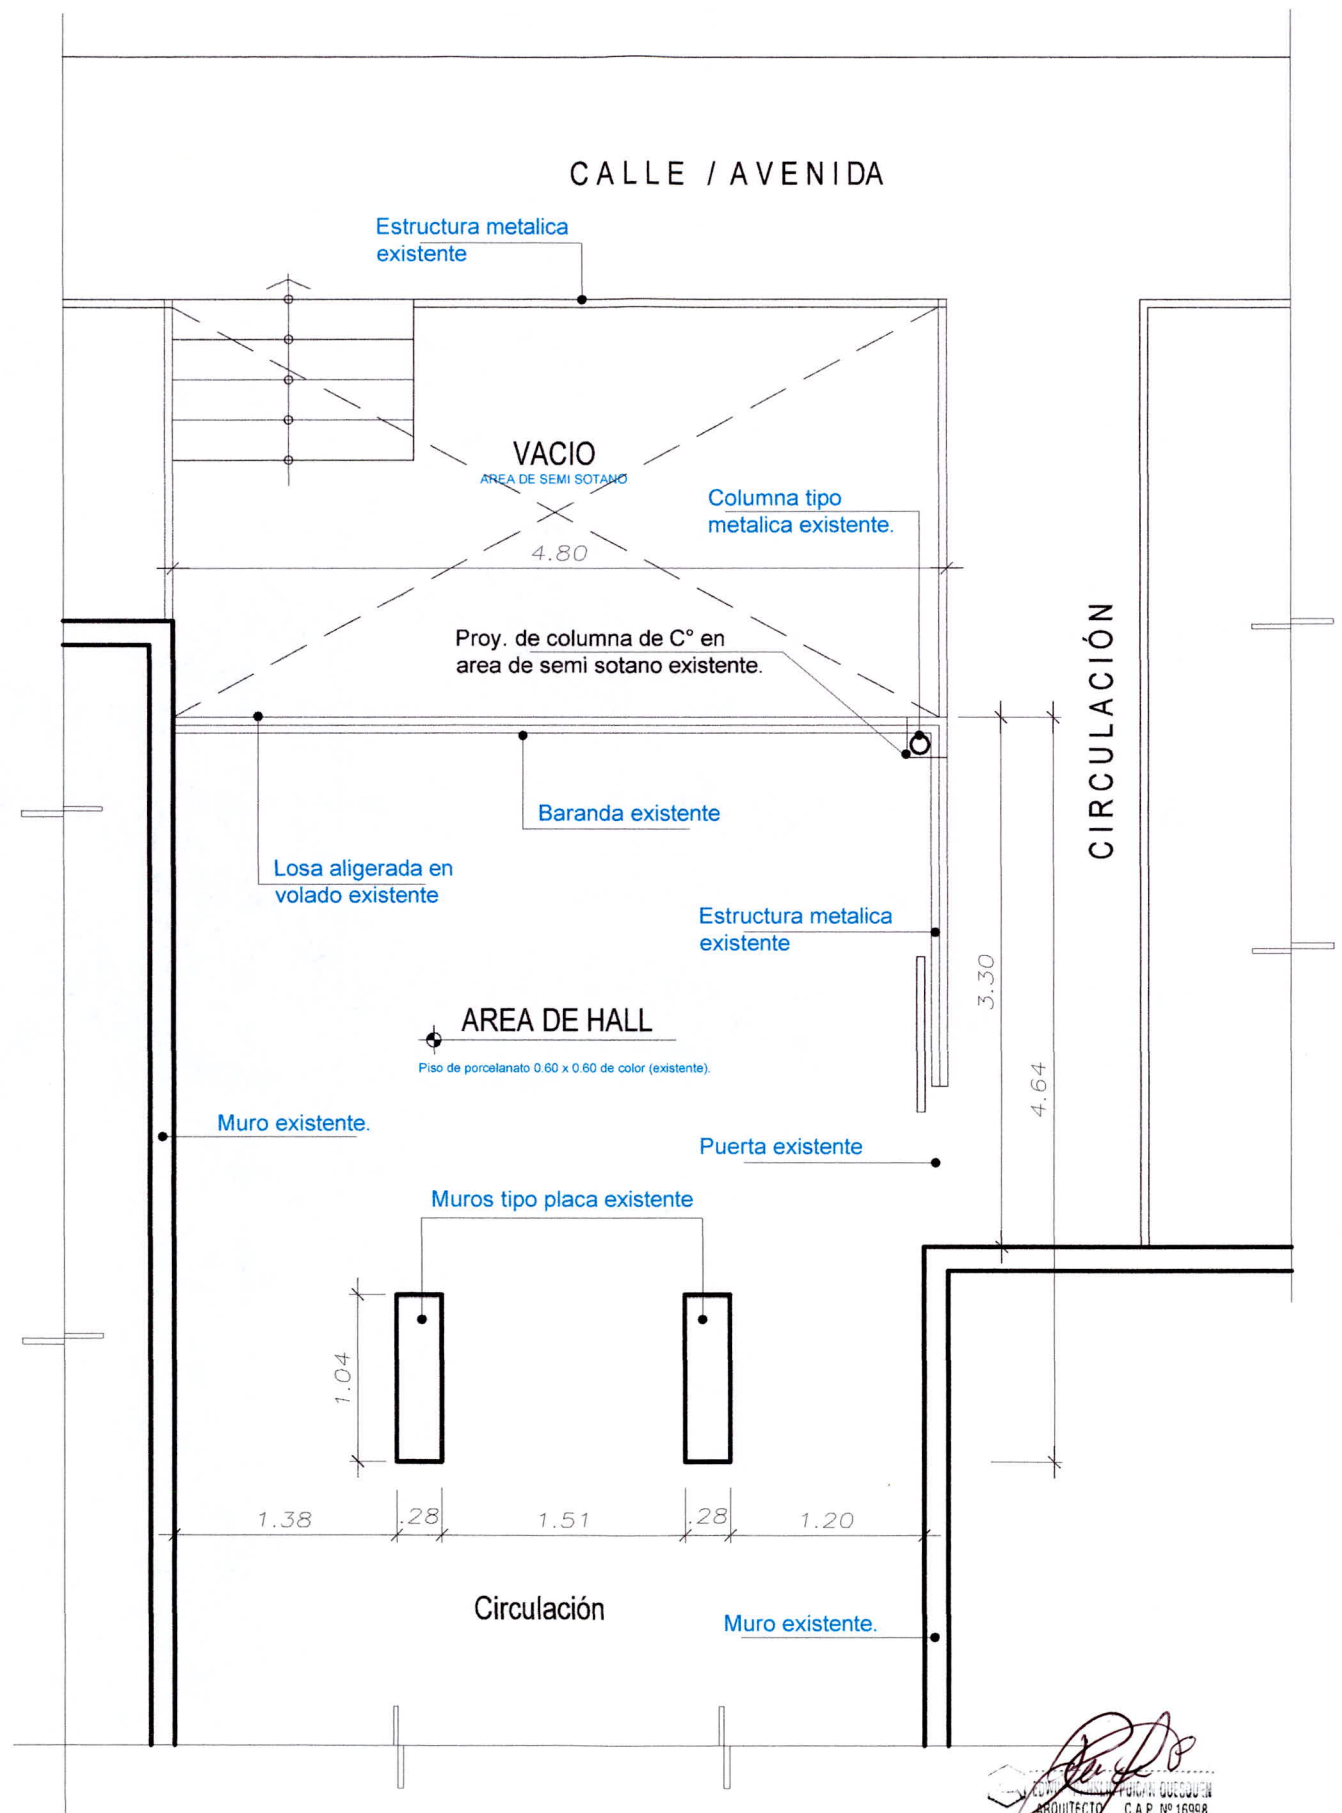 CALLE / AVENIDA
Estructura metalica
existente
VACIO
AREA DE SEMI SOTANO
Columna tipo
metalica existente.
4.80
Proy. de columna de C° en
area de semi sotano existente.
CIRCULACIÓN
Baranda existente
Losa aligerada en
volado existente
Estructura metalica
existente
3.30
4.64
AREA DE HALL
Piso de porcelanato 0.60 x 0.60 de color (existente).
Muro existente.
Puerta existente
Muros tipo placa existente
1.04
1.38
.28
1.51
.28
1.20
Circulación
Muro existente.
ARQUITECTO C.A.P. Nº 16998